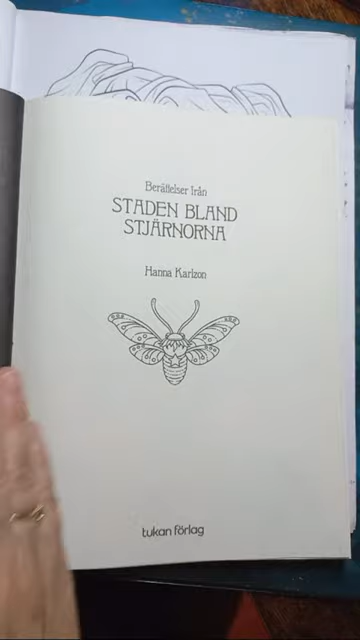 Berättelser från
STADEN BLAND
STJÄRNORNA
Hanna Karlzon
tukan förlag